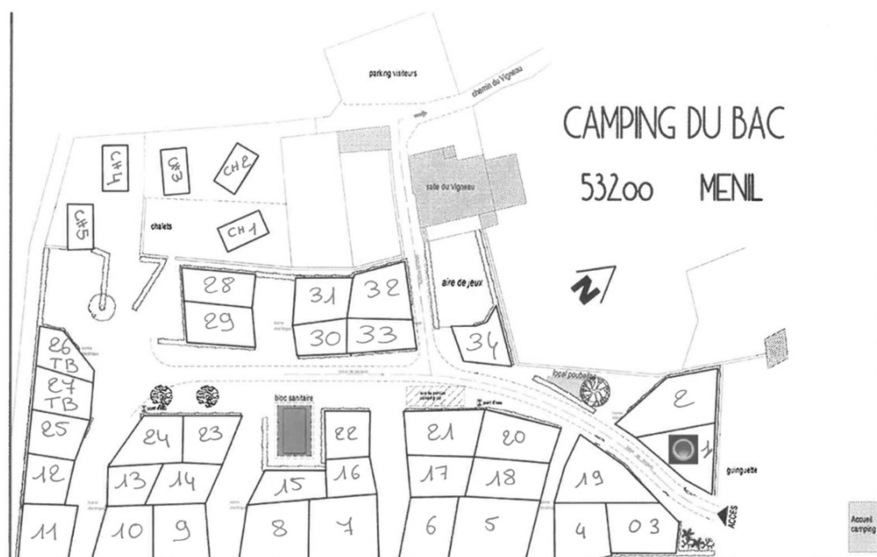 parking visiteurs
chemin du Vigneau
CAMPING DU BAC
53200 MENIL
CH4
CH3
CH2
salle du Vigneau
CH5
chalets
CH1
N
28
31
32
aire de jeux
29
30
33
34
26
TB
local poubelles
27
TB
2
bloc sanitaire
25
24
23
22
21
20
1
guinguette
12
13
14
15
16
17
18
19
ACCES
11
10
9
8
7
6
5
4
03
Accueil
camping